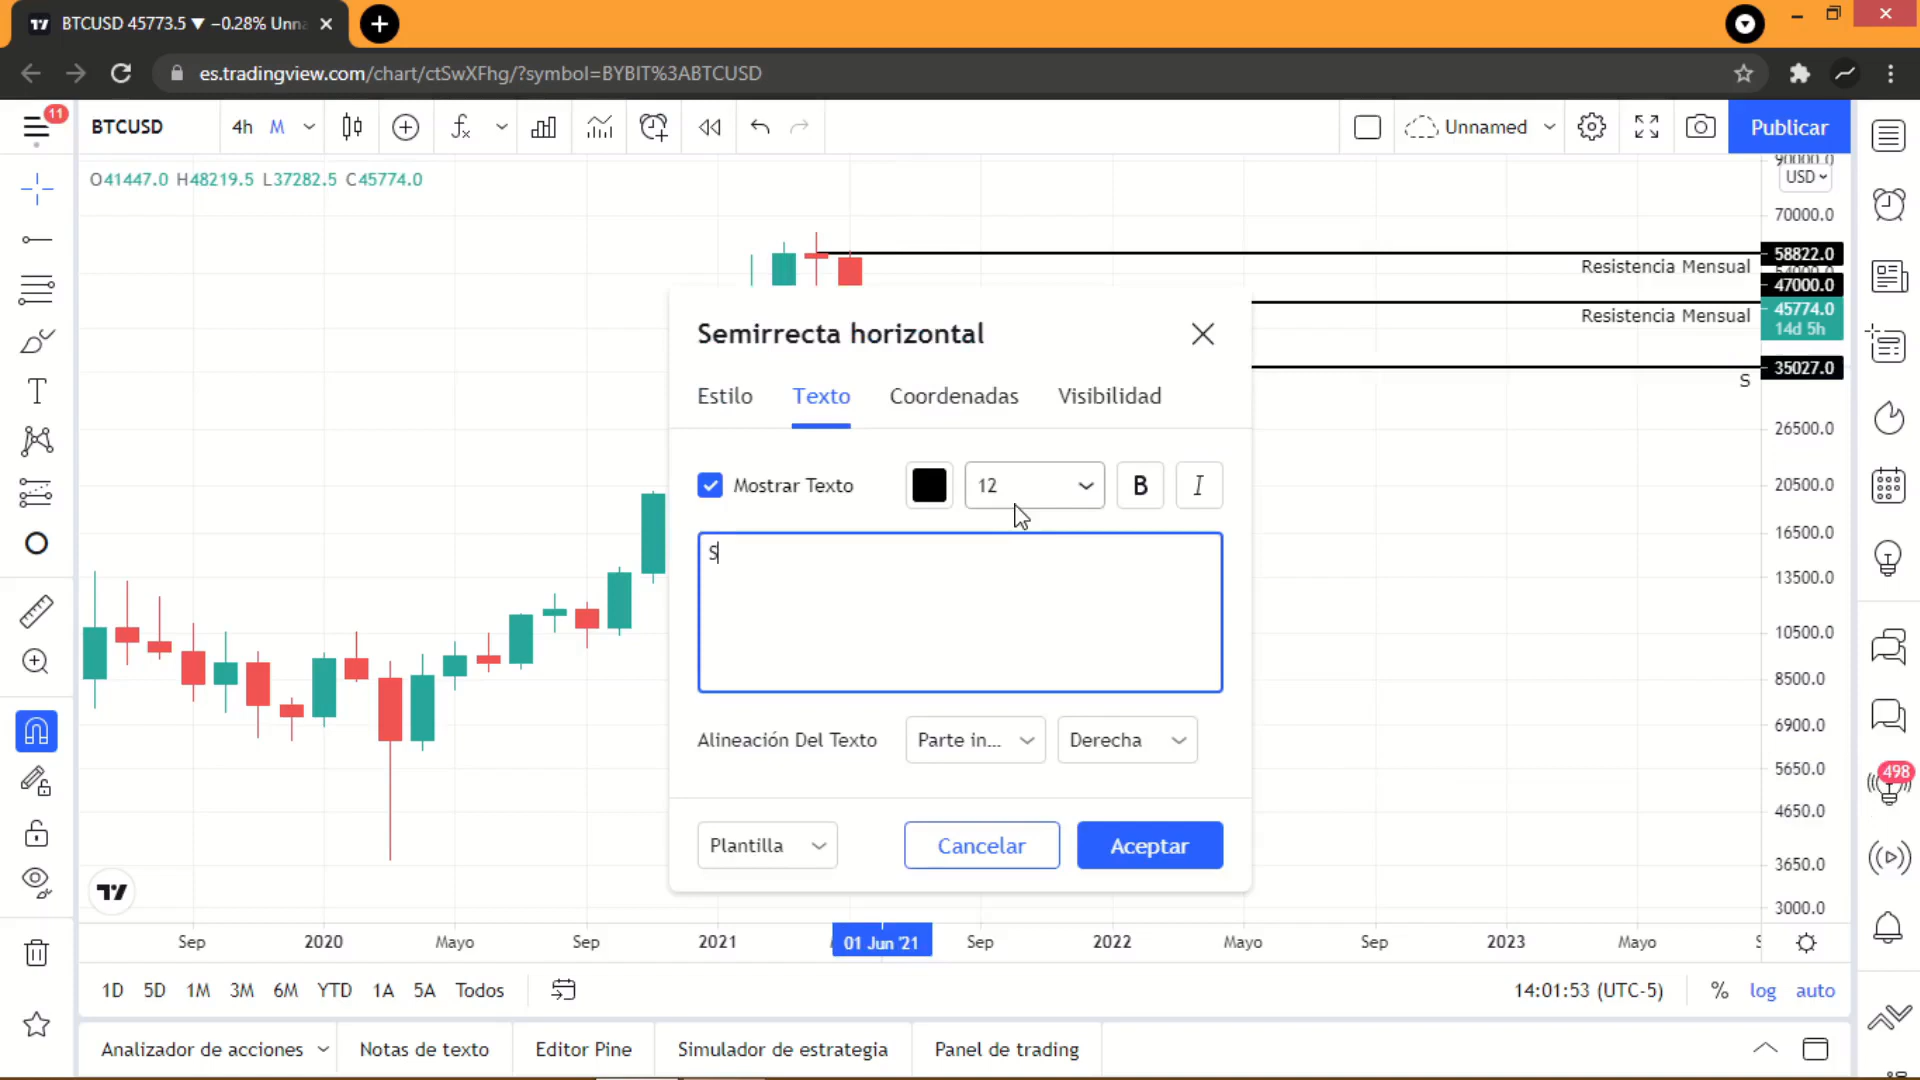 BTCUSD 45773.5 ▼ −0.28% Unna
es.tradingview.com/chart/ctSwXFhg/?symbol=BYBIT%3ABTCUSD
11
BTCUSD
4h M
Unnamed
Publicar
O41447.0 H48219.5 L37282.5 C45774.0
90000.0
USD
70000.0
58822.0
Resistencia Mensual
54000.0
47000.0
45774.0
Resistencia Mensual
14d 5h
35027.0
S
26500.0
20500.0
16500.0
13500.0
10500.0
8500.0
6900.0
5650.0
4650.0
3650.0
3000.0
Semirrecta horizontal
Estilo Texto Coordenadas Visibilidad
Mostrar Texto 12 B I
S
Alineación Del Texto Parte in... Derecha
Plantilla Cancelar Aceptar
498
Sep 2020 Mayo Sep 2021 01 Jun '21 Sep 2022 Mayo Sep 2023 Mayo
1D 5D 1M 3M 6M YTD 1A 5A Todos 14:01:53 (UTC-5) % log auto
Analizador de acciones Notas de texto Editor Pine Simulador de estrategia Panel de trading